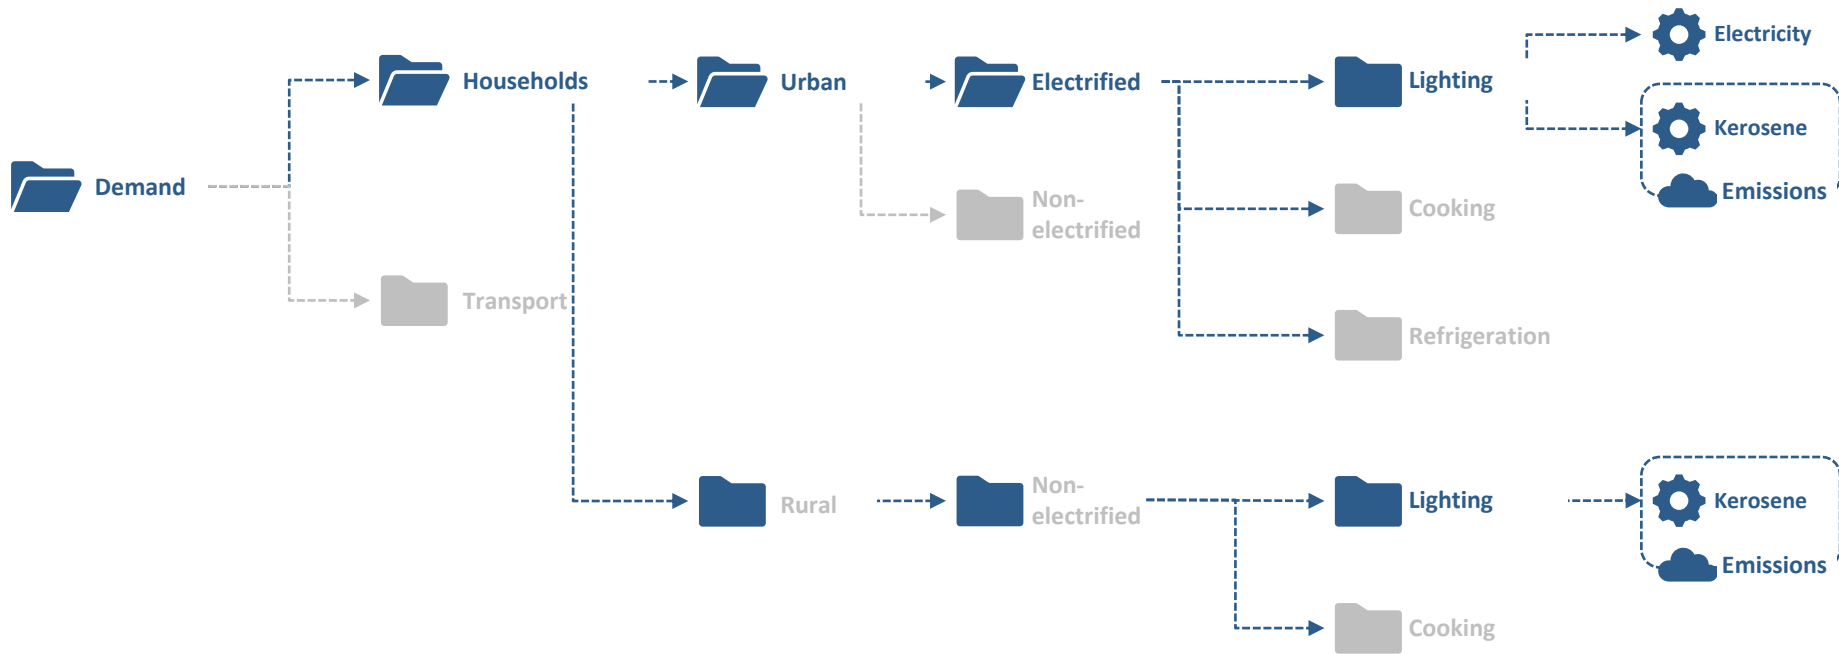 Electricity
Households
Urban
Electrified
Lighting
Kerosene
Demand
Emissions
Non-
electrified
Cooking
Transport
Refrigeration
Rural
Non-
electrified
Lighting
Kerosene
Emissions
Cooking